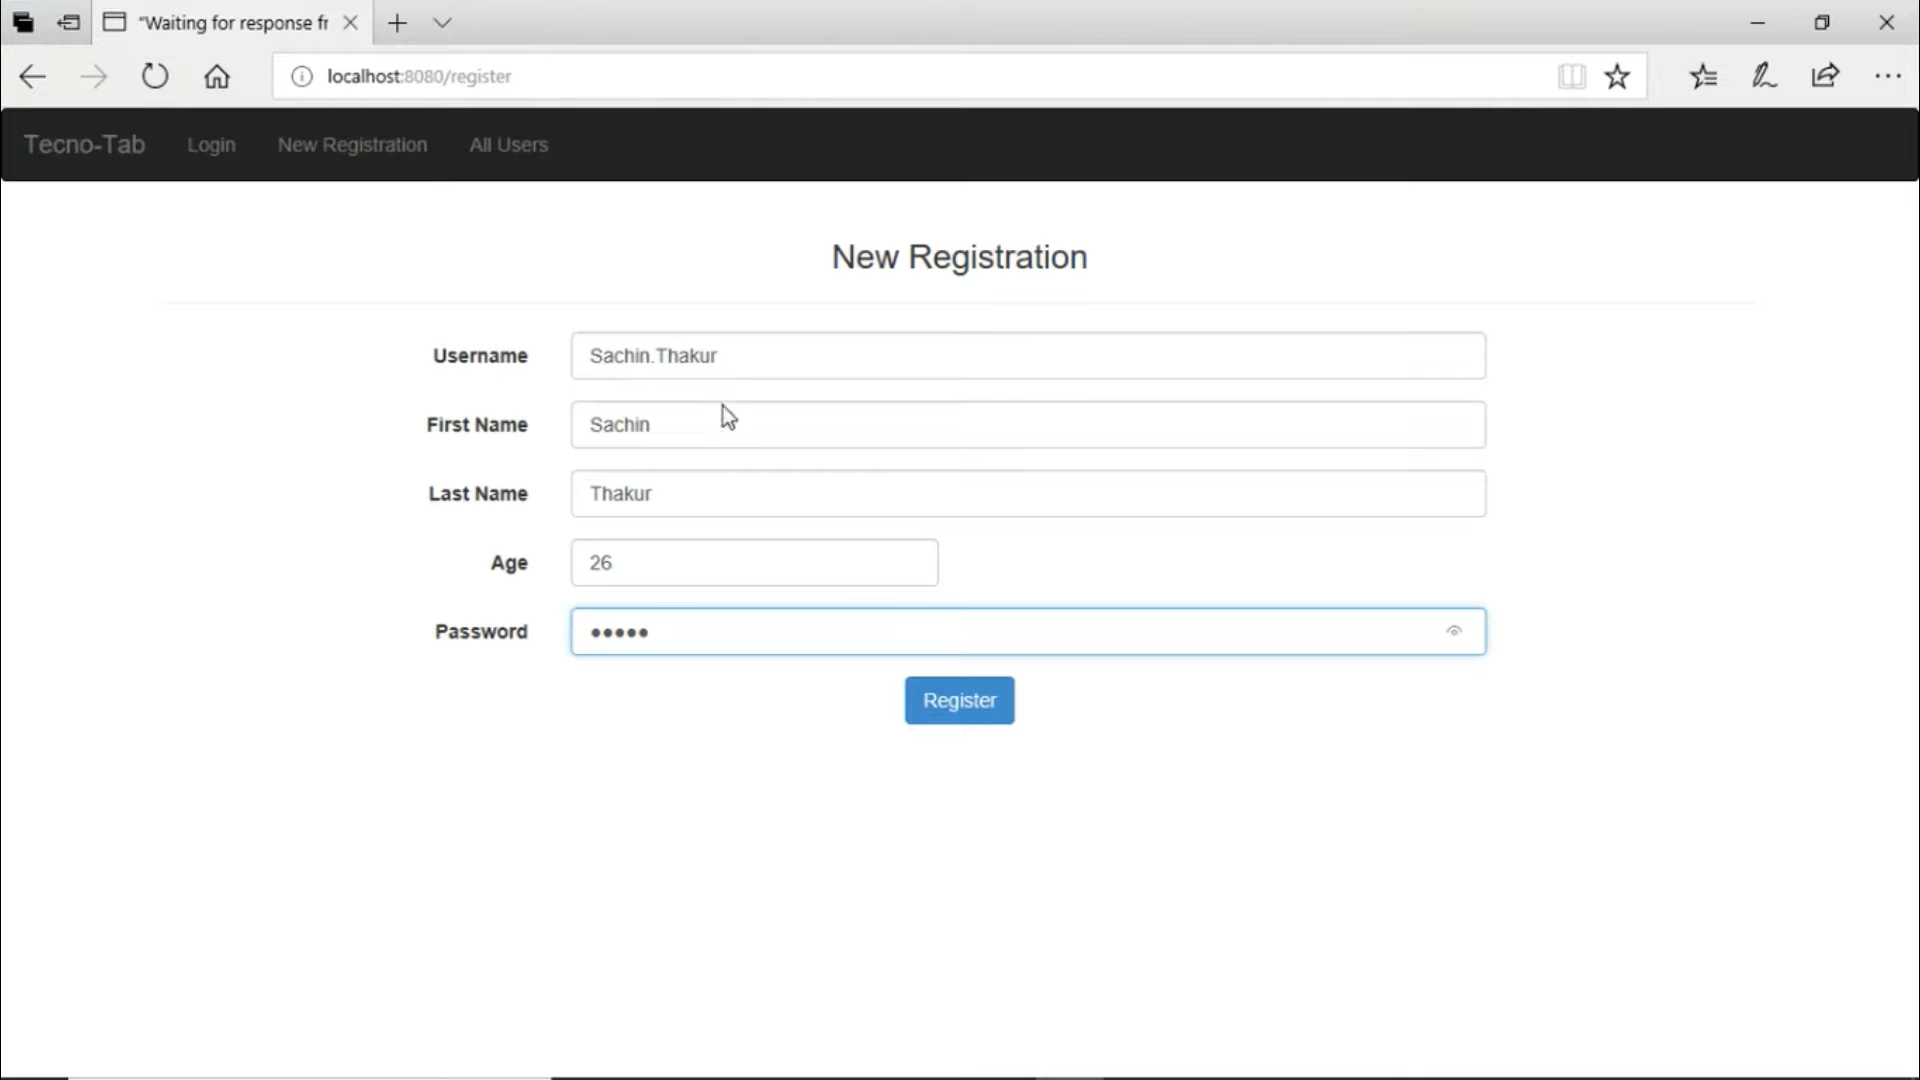 “Waiting for response fr
localhost:8080/register
Tecno-Tab Login New Registration All Users
New Registration
Username Sachin.Thakur
First Name Sachin
Last Name Thakur
Age 26
Password •••••
Register